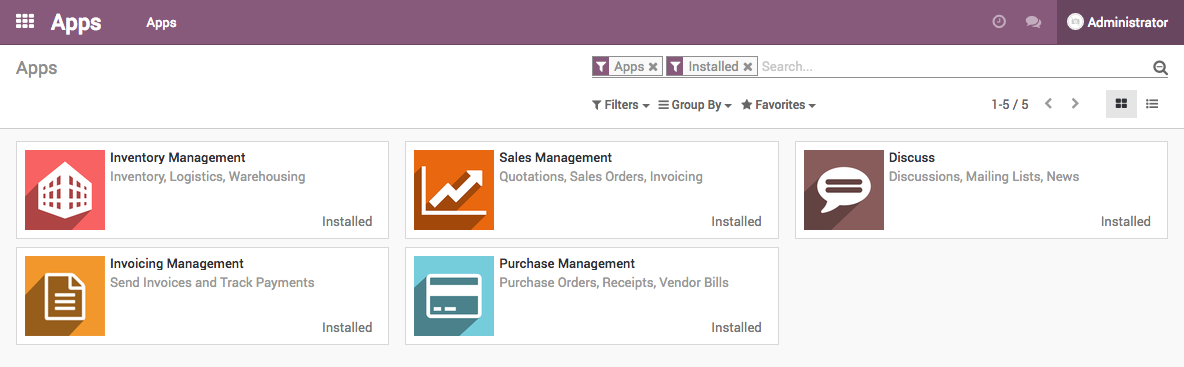 Apps Apps Administrator
Apps Apps Installed Search...
Filters Group By Favorites 1-5 / 5
Inventory Management
Inventory, Logistics, Warehousing
Installed
Sales Management
Quotations, Sales Orders, Invoicing
Installed
Discuss
Discussions, Mailing Lists, News
Installed
Invoicing Management
Send Invoices and Track Payments
Installed
Purchase Management
Purchase Orders, Receipts, Vendor Bills
Installed